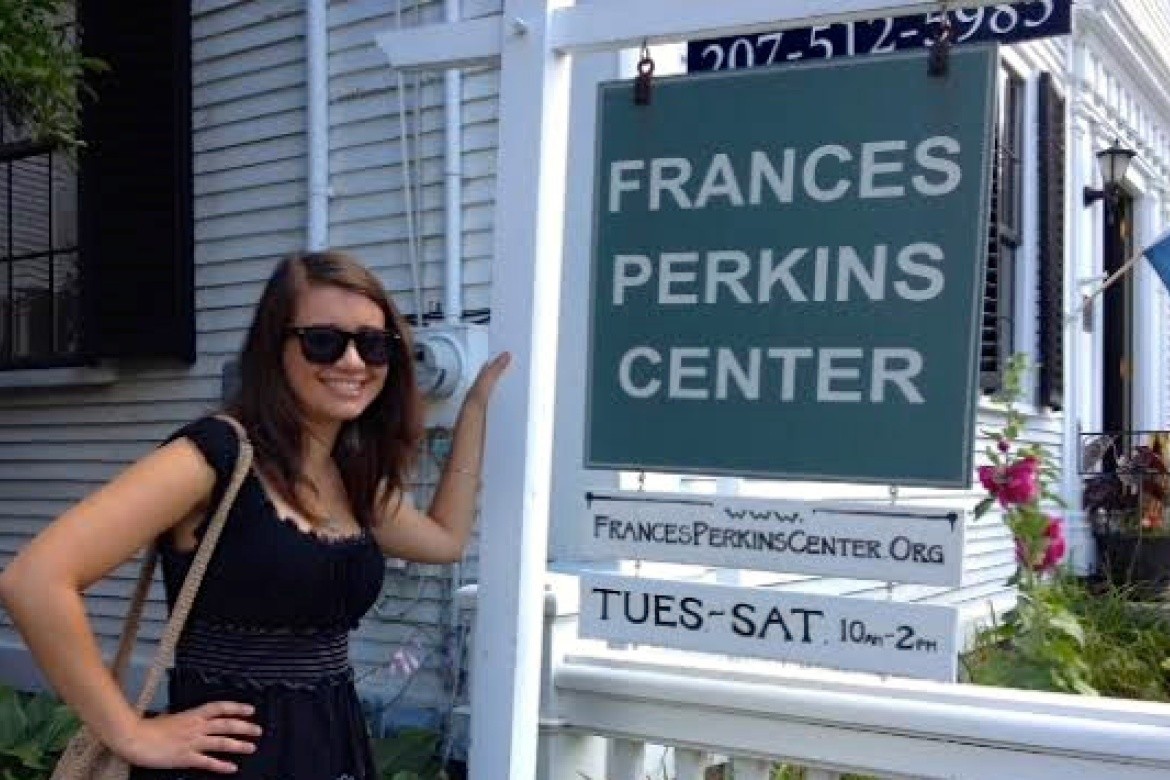 207-512-5985
FRANCES
PERKINS
CENTER
WWW.
FRANCESPERKINSCENTER.ORG
TUES~SAT. 10AM-2PM